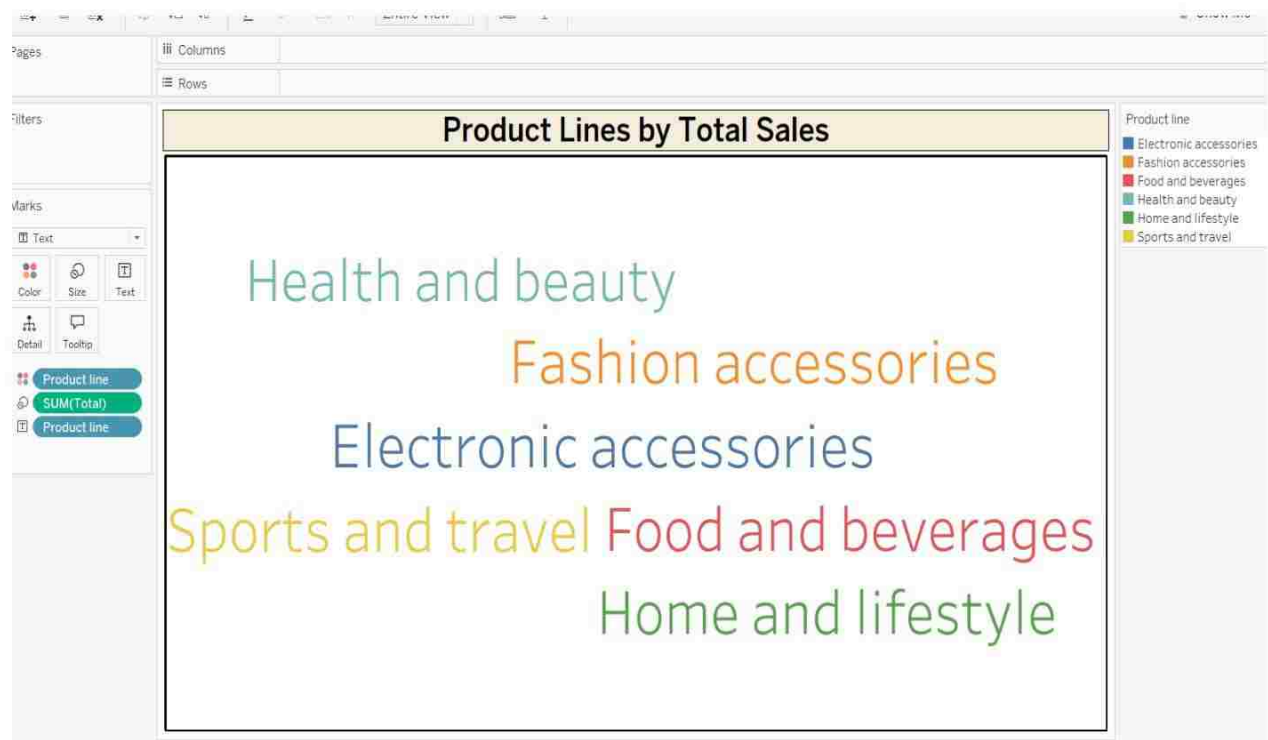 Pages
Columns
Rows
Filters
Product Lines by Total Sales
Product line
Electronic accessories
Fashion accessories
Food and beverages
Health and beauty
Home and lifestyle
Sports and travel
Marks
Text
Color Size Text
Detail Tooltip
Product line
SUM(Total)
Product line
Health and beauty
Fashion accessories
Electronic accessories
Sports and travel Food and beverages
Home and lifestyle